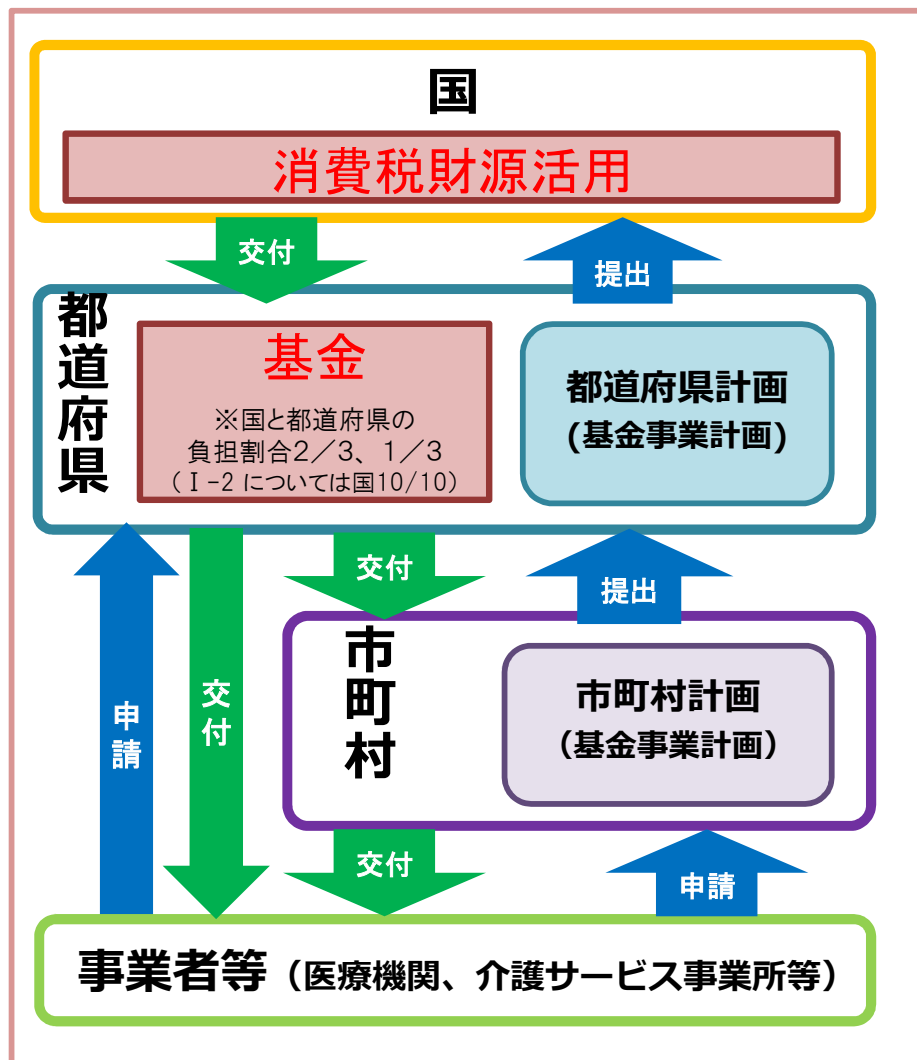 国
消費税財源活用
交付
提出
都道府県
基金
※国と都道府県の
負担割合2／3、1／3
（Ⅰ-2 については国10/10）
都道府県計画
(基金事業計画)
交付
提出
申請
交付
市町村
市町村計画
（基金事業計画）
交付
申請
事業者等（医療機関、介護サービス事業所等）